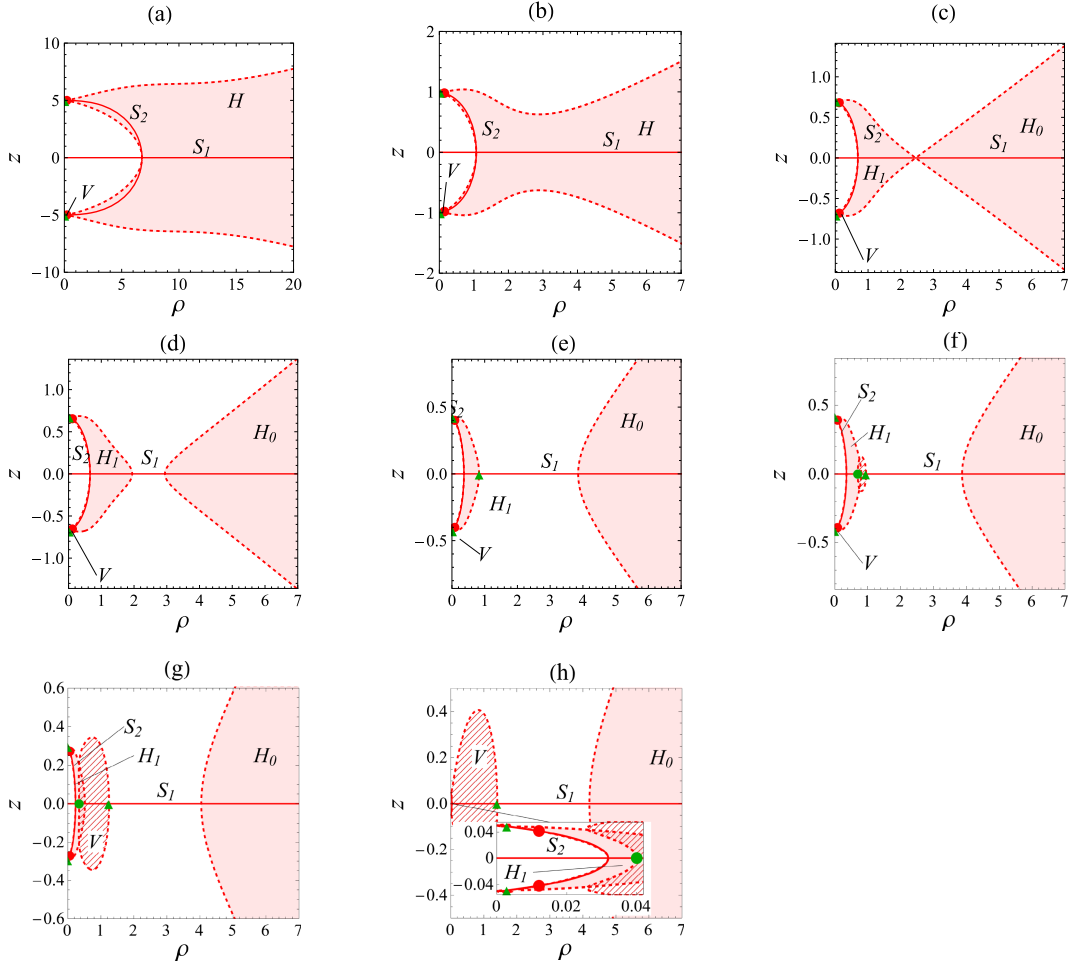 (a)
10
5
0
−5
−10
z
S2
H
S1
V
0
5
10
15
20
ρ
(b)
2
1
0
−1
−2
z
S2
H
S1
V
0
1
2
3
4
5
6
7
ρ
(c)
1.0
0.5
0.0
−0.5
−1.0
z
S2
H0
S1
H1
V
0
1
2
3
4
5
6
7
ρ
(d)
1.0
0.5
0.0
−0.5
−1.0
z
S2 H1 S1 H0
V
0
1
2
3
4
5
6
7
ρ
(e)
0.5
0.0
−0.5
z
S2
H0
S1
H1
V
0
1
2
3
4
5
6
7
ρ
(f)
0.5
0.0
−0.5
z
S2
H1
H0
S1
V
0
1
2
3
4
5
6
7
ρ
(g)
0.6
0.4
0.2
0.0
−0.2
−0.4
−0.6
z
S2
H1
H0
S1
V
0
1
2
3
4
5
6
7
ρ
(h)
0.4
0.2
0.0
−0.2
−0.4
z
V
H0
S1
0.04
0
−0.04
S2
H1
0
0.02
0.04
0
1
2
3
4
5
6
7
ρ